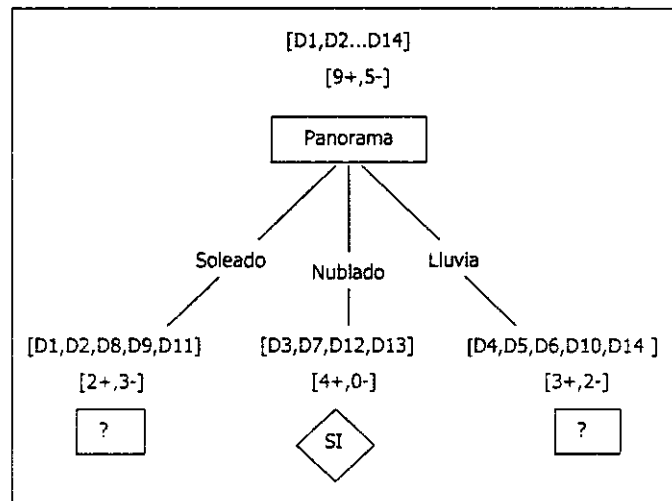 [D1,D2...D14]
[9+,5-]
Panorama
Soleado Nublado Lluvia
[D1,D2,D8,D9,D11] [D3,D7,D12,D13] [D4,D5,D6,D10,D14 ]
[2+,3-] [4+,0-] [3+,2-]
? SI ?